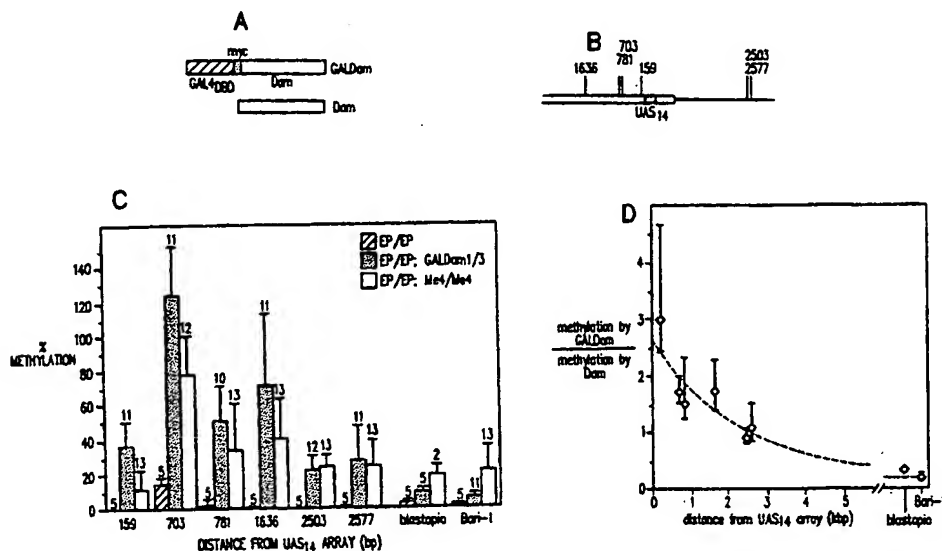 A
myc
GALDam
GAL4DBD
Dam
Dam
B
703
781
1636
159
2503
2577
UAS14
C
%
METHYLATION
140
120
100
80
60
40
20
0
EP/EP
EP/EP: GALDam1/3
EP/EP: Me4/Me4
5
11
13
5
11
12
5
10
13
5
11
13
5
12
13
5
11
13
5
5
2
5
11
13
159
703
781
1636
2503
2577
blastopia
Bari-1
DISTANCE FROM UAS14 ARRAY (bp)
D
5
4
3
2
1
0
methylation by
GALDam
methylation by
Dam
0
1
2
3
4
5
distance from UAS14 array (kbp)
Bari-1
blastopia